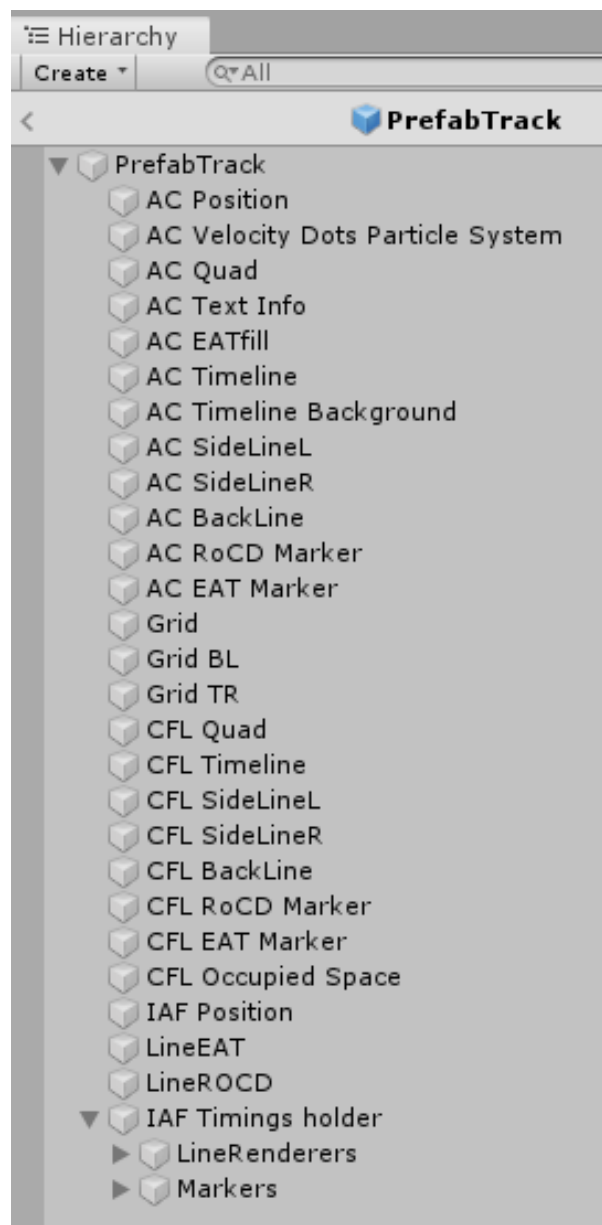 Hierarchy
Create All
PrefabTrack
PrefabTrack
AC Position
AC Velocity Dots Particle System
AC Quad
AC Text Info
AC EATfill
AC Timeline
AC Timeline Background
AC SideLineL
AC SideLineR
AC BackLine
AC RoCD Marker
AC EAT Marker
Grid
Grid BL
Grid TR
CFL Quad
CFL Timeline
CFL SideLineL
CFL SideLineR
CFL BackLine
CFL RoCD Marker
CFL EAT Marker
CFL Occupied Space
IAF Position
LineEAT
LineROCD
IAF Timings holder
LineRenderers
Markers